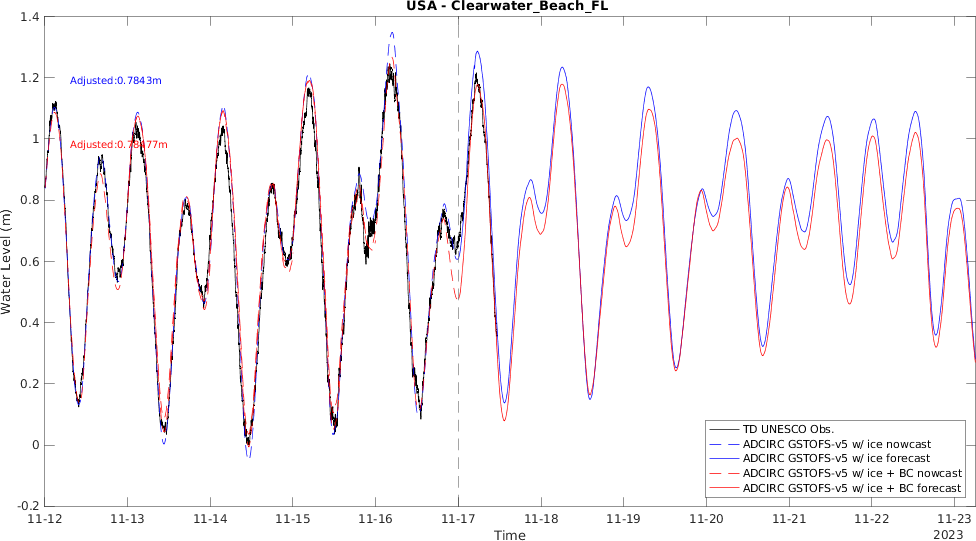 USA - Clearwater_Beach_FL
1.4
1.2
1
0.8
0.6
0.4
0.2
0
-0.2
Water Level (m)
Adjusted:0.7843m
Adjusted:0.78477m
TD UNESCO Obs.
ADCIRC GSTOFS-v5 w/ ice nowcast
ADCIRC GSTOFS-v5 w/ ice forecast
ADCIRC GSTOFS-v5 w/ ice + BC nowcast
ADCIRC GSTOFS-v5 w/ ice + BC forecast
11-12 11-13 11-14 11-15 11-16 11-17 11-18 11-19 11-20 11-21 11-22 11-23
Time
2023